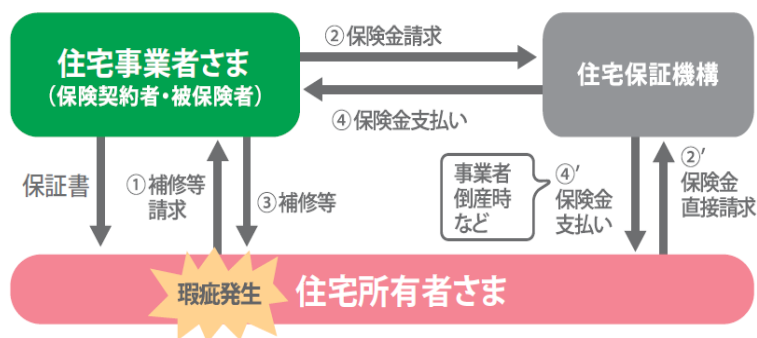 ②保険金請求
住宅事業者さま
（保険契約者・被保険者）
住宅保証機構
④保険金支払い
保証書
①補修等
請求
③補修等
事業者
倒産時
など
④′
保険金
支払い
②′
保険金
直接請求
瑕疵発生
住宅所有者さま